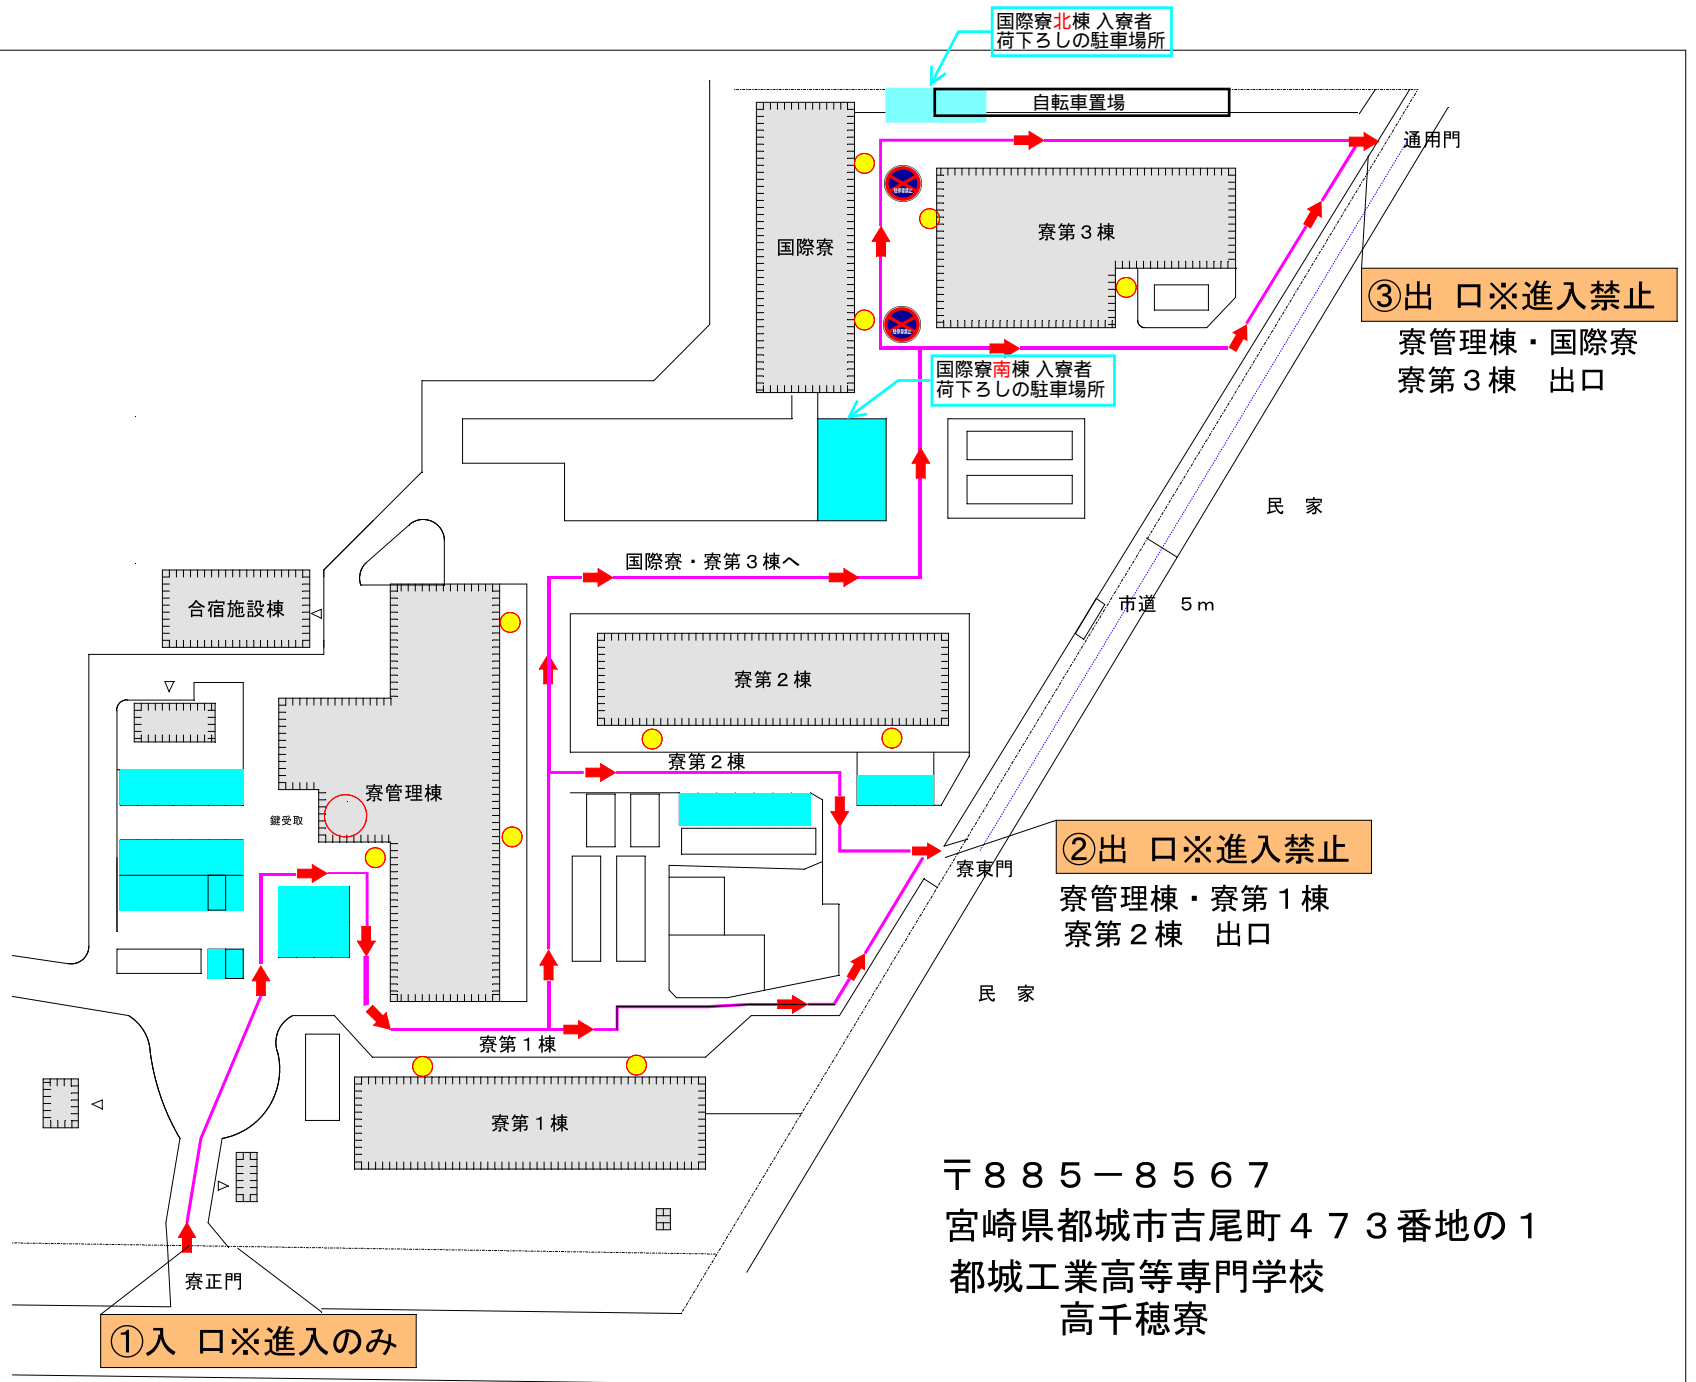 国際寮北棟 入寮者
荷下ろしの駐車場所
自転車置場
通用門
国際寮
寮第３棟
③出 口※進入禁止
寮管理棟・国際寮
寮第３棟　出口
国際寮南棟 入寮者
荷下ろしの駐車場所
民　家
国際寮・寮第３棟へ
合宿施設棟
市道　５ｍ
寮第２棟
寮第２棟
寮管理棟
鍵受取
②出 口※進入禁止
寮東門
寮管理棟・寮第１棟
寮第２棟　出口
民　家
寮第１棟
寮第１棟
〒８８５－８５６７
宮崎県都城市吉尾町４７３番地の１
都城工業高等専門学校
高千穂寮
寮正門
①入 口※進入のみ